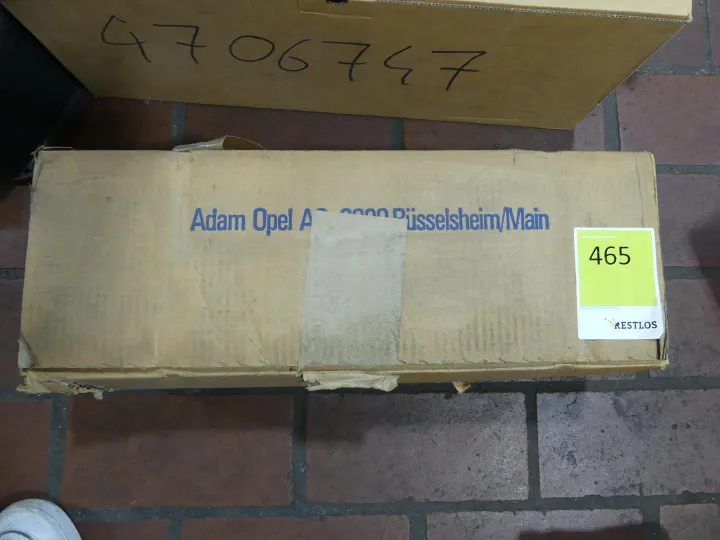 4706747
Adam Opel Rüsselsheim/Main
465
RESTLOS